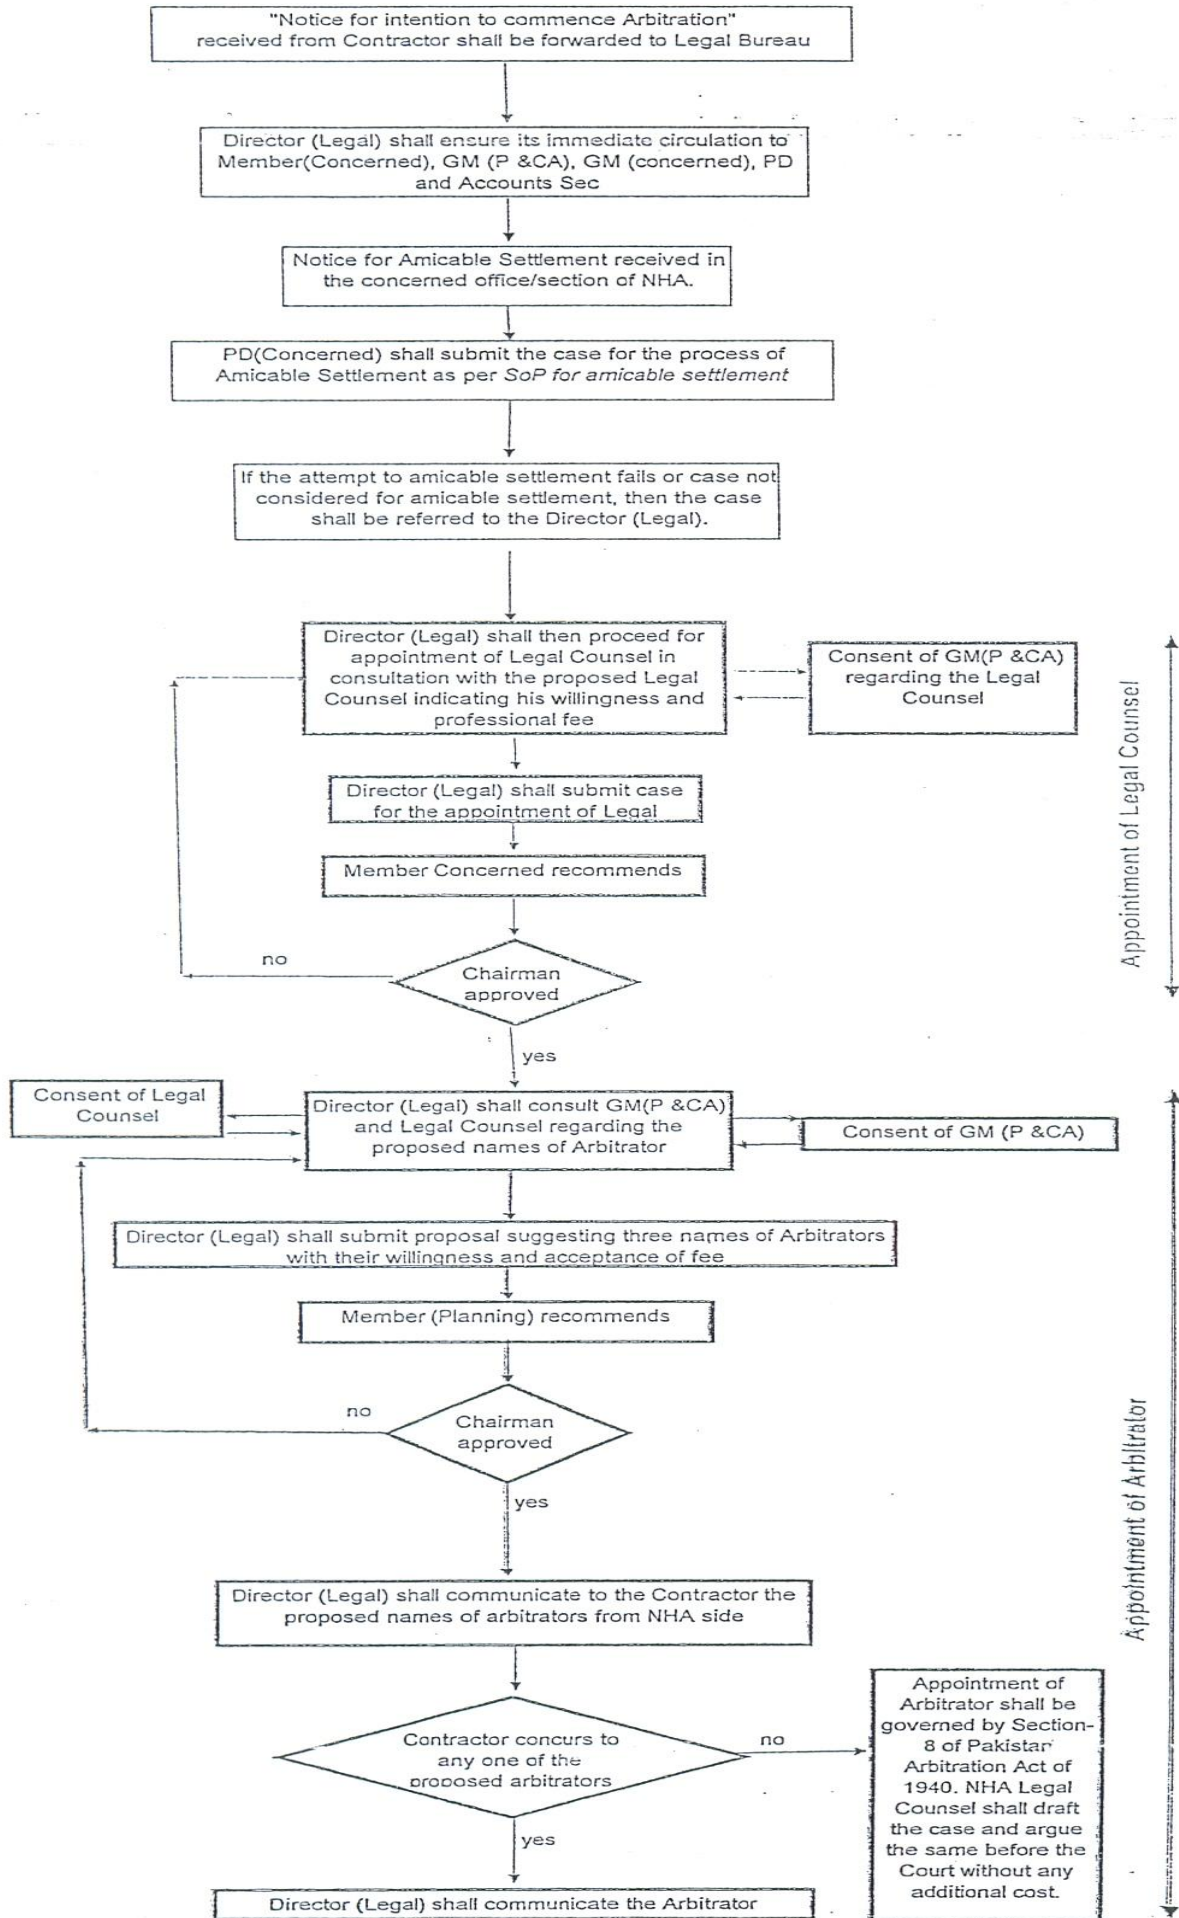 "Notice for intention to commence Arbitration"
received from Contractor shall be forwarded to Legal Bureau
Director (Legal) shall ensure its immediate circulation to
Member(Concerned), GM (P &CA), GM (concerned), PD
and Accounts Sec
Notice for Amicable Settlement received in
the concerned office/section of NHA.
PD(Concerned) shall submit the case for the process of
Amicable Settlement as per SoP for amicable settlement
If the attempt to amicable settlement fails or case not
considered for amicable settlement, then the case
shall be referred to the Director (Legal).
Director (Legal) shall then proceed for
appointment of Legal Counsel in
consultation with the proposed Legal
Counsel indicating his willingness and
professional fee
Consent of GM(P &CA)
regarding the Legal
Counsel
Appointment of Legal Counsel
Director (Legal) shall submit case
for the appointment of Legal
Member Concerned recommends
no
Chairman
approved
yes
Consent of Legal
Counsel
Director (Legal) shall consult GM(P &CA)
and Legal Counsel regarding the
proposed names of Arbitrator
Consent of GM (P &CA)
Director (Legal) shall submit proposal suggesting three names of Arbitrators
with their willingness and acceptance of fee
Member (Planning) recommends
no
Chairman
approved
yes
Appointment of Arbitrator
Director (Legal) shall communicate to the Contractor the
proposed names of arbitrators from NHA side
Contractor concurs to
any one of the
proposed arbitrators
no
Appointment of
Arbitrator shall be
governed by Section-
8 of Pakistan
Arbitration Act of
1940. NHA Legal
Counsel shall draft
the case and argue
the same before the
Court without any
additional cost.
yes
Director (Legal) shall communicate the Arbitrator